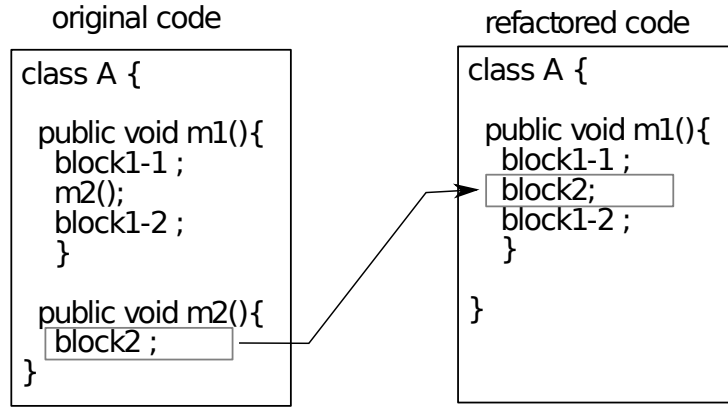 original code
class A {
public void m1(){
block1-1 ;
m2();
block1-2 ;
}
public void m2(){
block2 ;
}
refactored code
class A {
public void m1(){
block1-1 ;
block2;
block1-2 ;
}
}